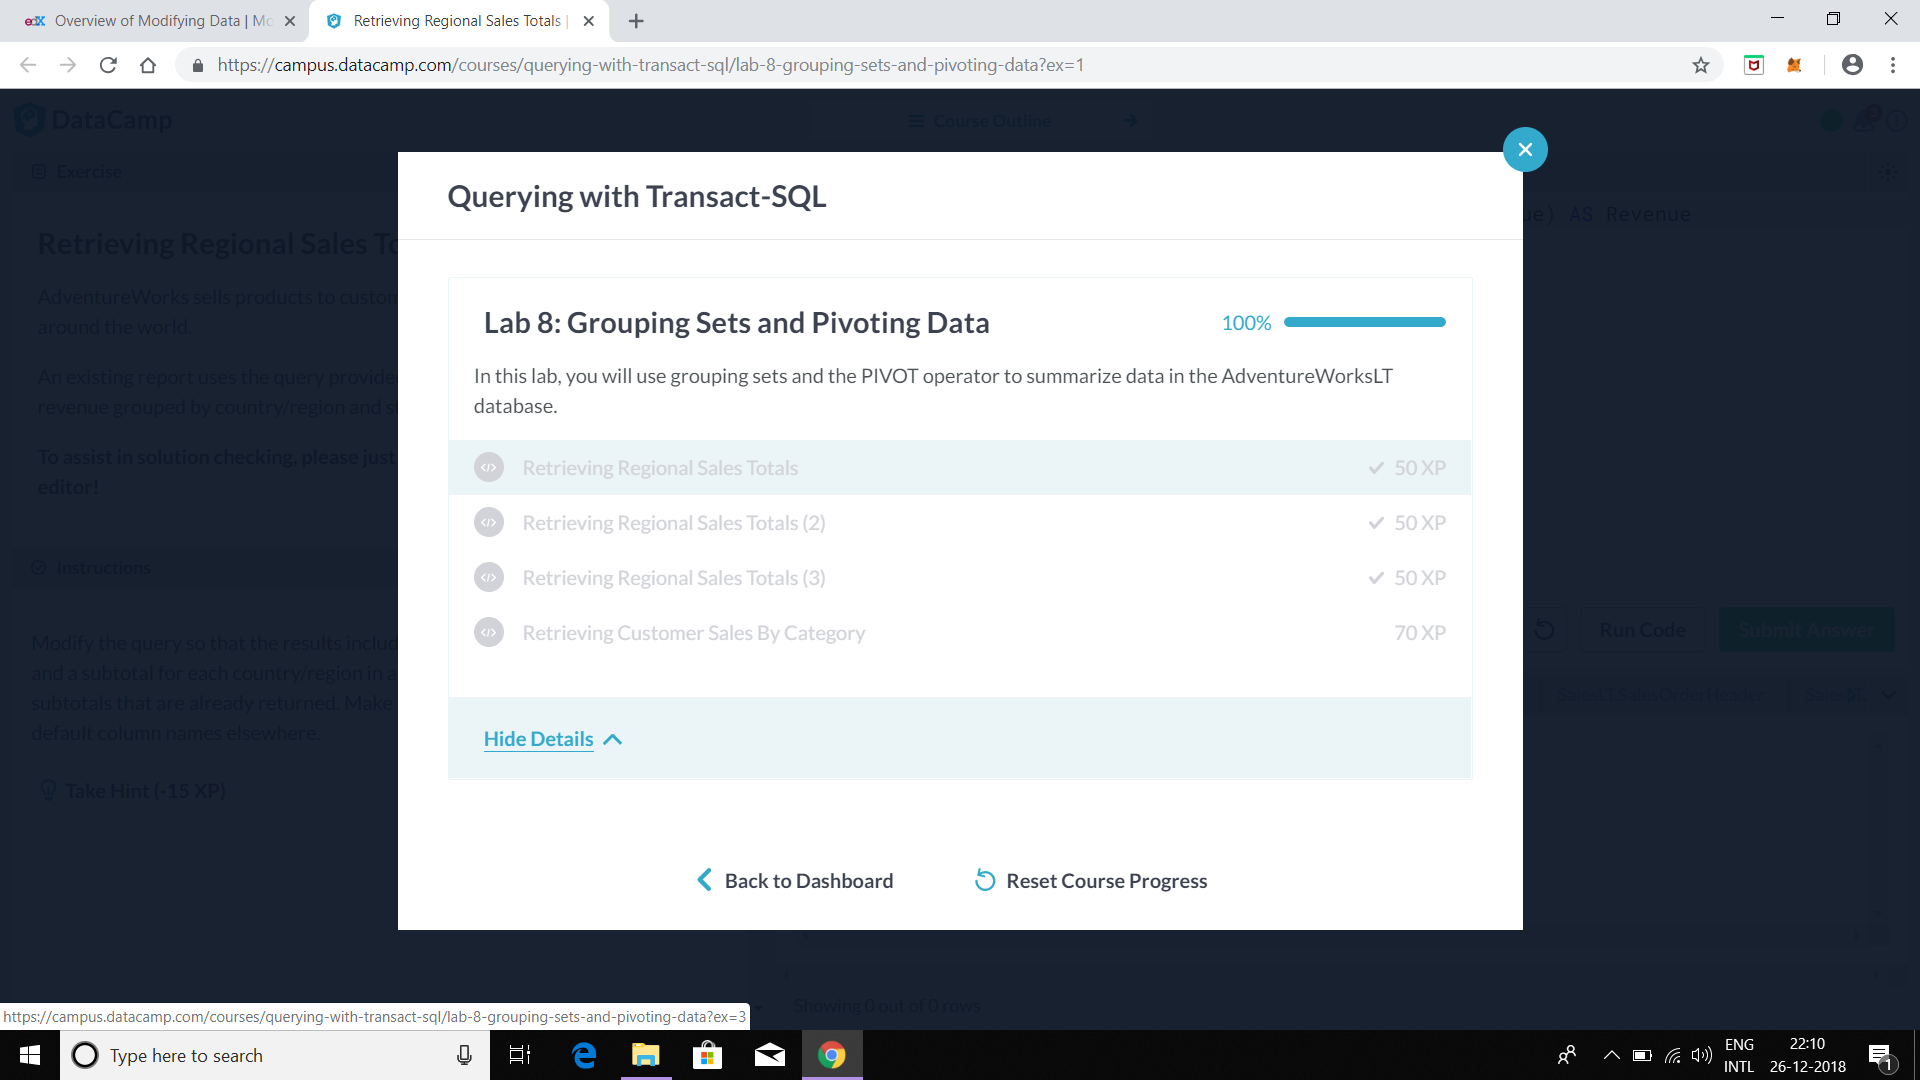 edX Overview of Modifying Data | Mo
Retrieving Regional Sales Totals |
https://campus.datacamp.com/courses/querying-with-transact-sql/lab-8-grouping-sets-and-pivoting-data?ex=1
DataCamp
Course Outline
Exercise
Querying with Transact-SQL
ue) AS Revenue
Retrieving Regional Sales To
AdventureWorks sells products to custom
around the world.
An existing report uses the query provide
revenue grouped by country/region and s
To assist in solution checking, please just
editor!
Lab 8: Grouping Sets and Pivoting Data
100%
In this lab, you will use grouping sets and the PIVOT operator to summarize data in the AdventureWorksLT
database.
Retrieving Regional Sales Totals 50 XP
Retrieving Regional Sales Totals (2) 50 XP
Retrieving Regional Sales Totals (3) 50 XP
Retrieving Customer Sales By Category 70 XP
Hide Details
Instructions
Modify the query so that the results includ
and a subtotal for each country/region in a
subtotals that are already returned. Make
default column names elsewhere.
Take Hint (-15 XP)
Run Code
Submit Answer
SalesLT.SalesOrderHeader
Back to Dashboard
Reset Course Progress
Showing 0 out of 0 rows
https://campus.datacamp.com/courses/querying-with-transact-sql/lab-8-grouping-sets-and-pivoting-data?ex=3
Type here to search
ENG
INTL
22:10
26-12-2018
1